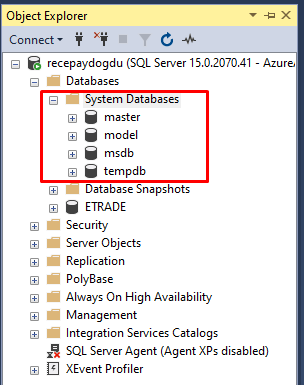 Object Explorer
Connect
recepaydogdu (SQL Server 15.0.2070.41 - Azure
Databases
System Databases
master
model
msdb
tempdb
Database Snapshots
ETRADE
Security
Server Objects
Replication
PolyBase
Always On High Availability
Management
Integration Services Catalogs
SQL Server Agent (Agent XPs disabled)
XEvent Profiler